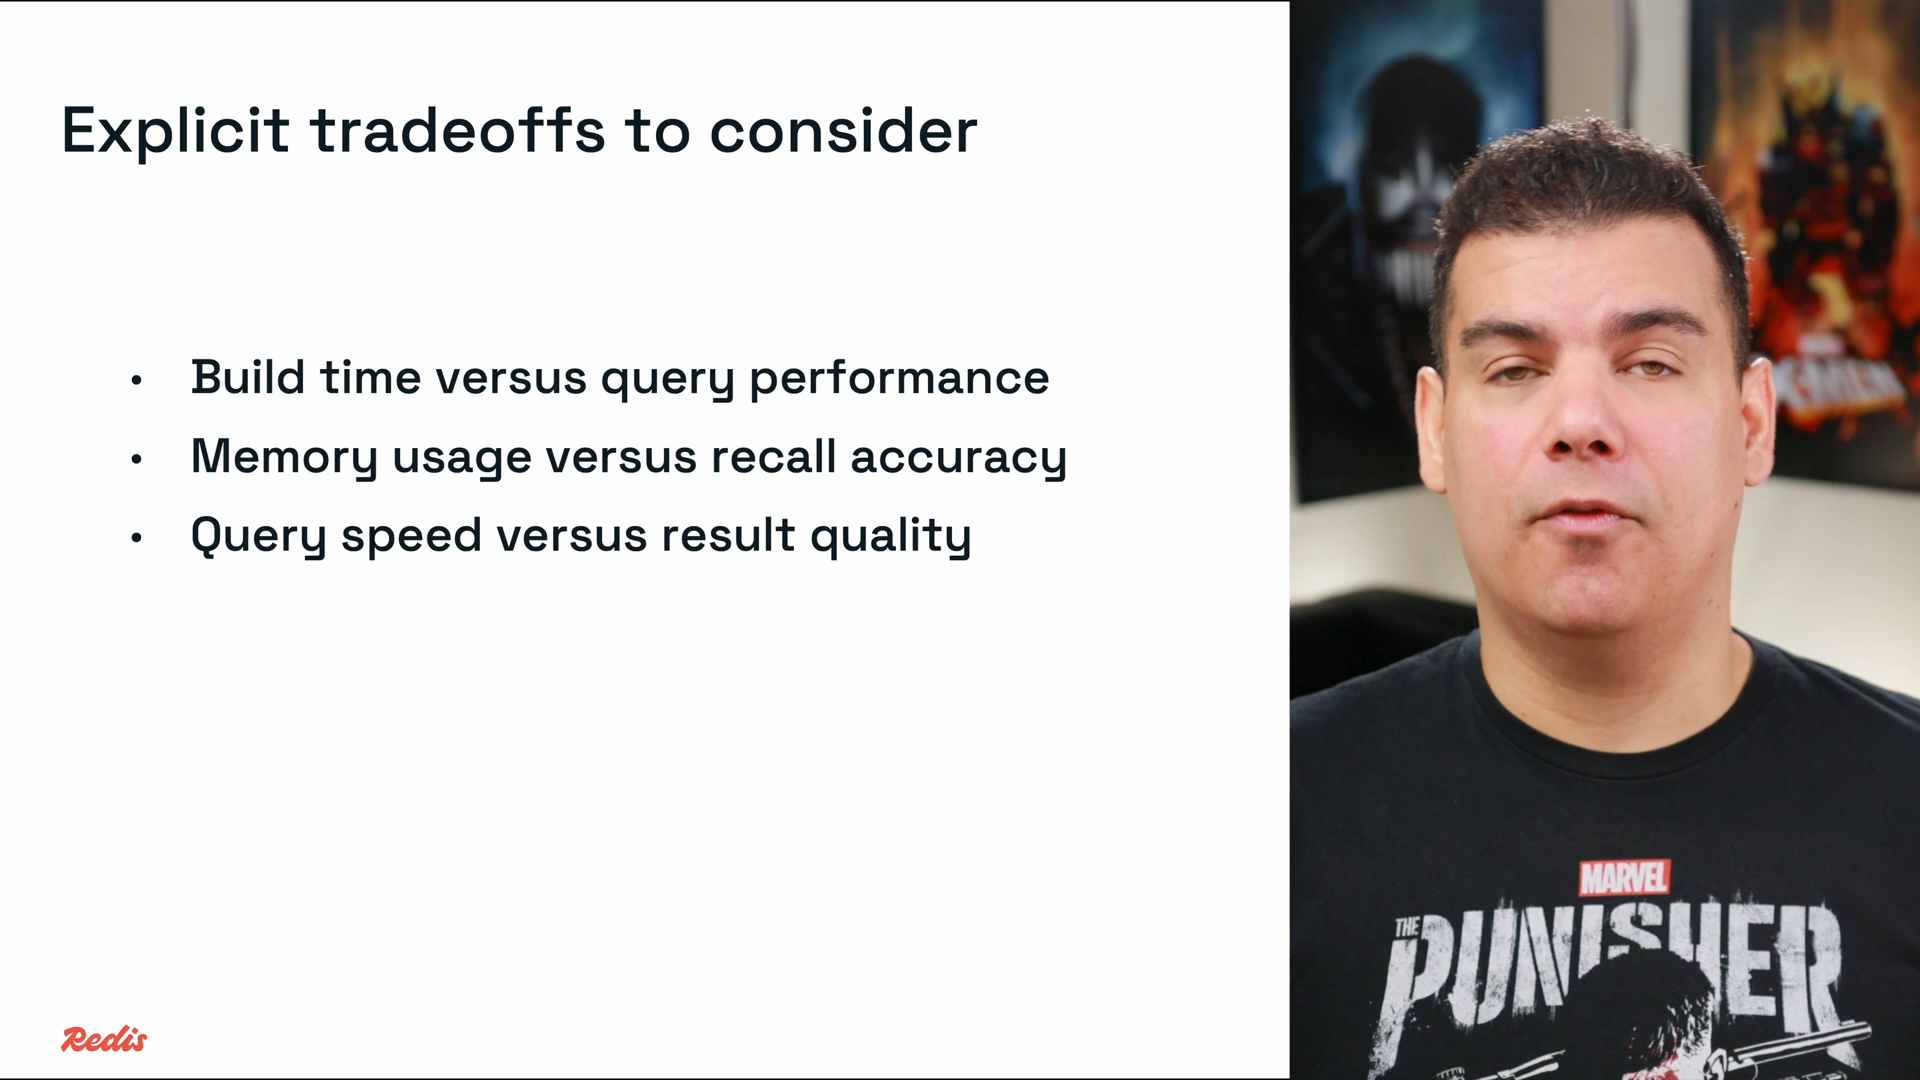 Explicit tradeoffs to consider
• Build time versus query performance
• Memory usage versus recall accuracy
• Query speed versus result quality
Redis
MARVEL
THE
PUNISHER